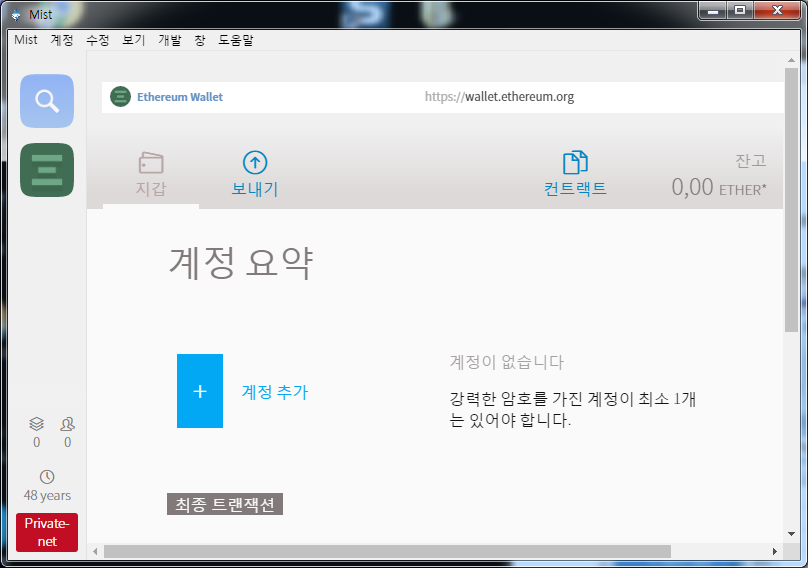 Mist
Mist 계정 수정 보기 개발 창 도움말
Ethereum Wallet https://wallet.ethereum.org
지갑 보내기 컨트랙트 잔고
0,00 ETHER*
계정 요약
+ 계정 추가
계정이 없습니다
강력한 암호를 가진 계정이 최소 1개
는 있어야 합니다.
최종 트랜잭션
0 0
48 years
Private-
net